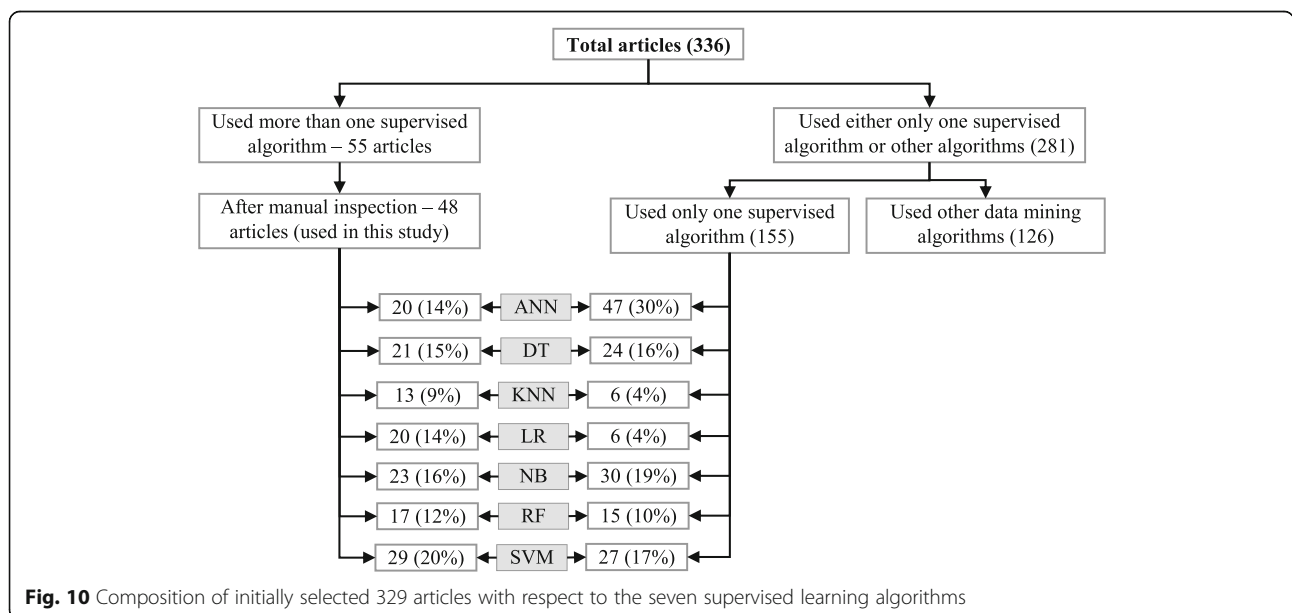 Total articles (336)
Used more than one supervised
algorithm – 55 articles
Used either only one supervised
algorithm or other algorithms (281)
After manual inspection – 48
articles (used in this study)
Used only one supervised
algorithm (155)
Used other data mining
algorithms (126)
20 (14%) ANN 47 (30%)
21 (15%) DT 24 (16%)
13 (9%) KNN 6 (4%)
20 (14%) LR 6 (4%)
23 (16%) NB 30 (19%)
17 (12%) RF 15 (10%)
29 (20%) SVM 27 (17%)
Fig. 10 Composition of initially selected 329 articles with respect to the seven supervised learning algorithms